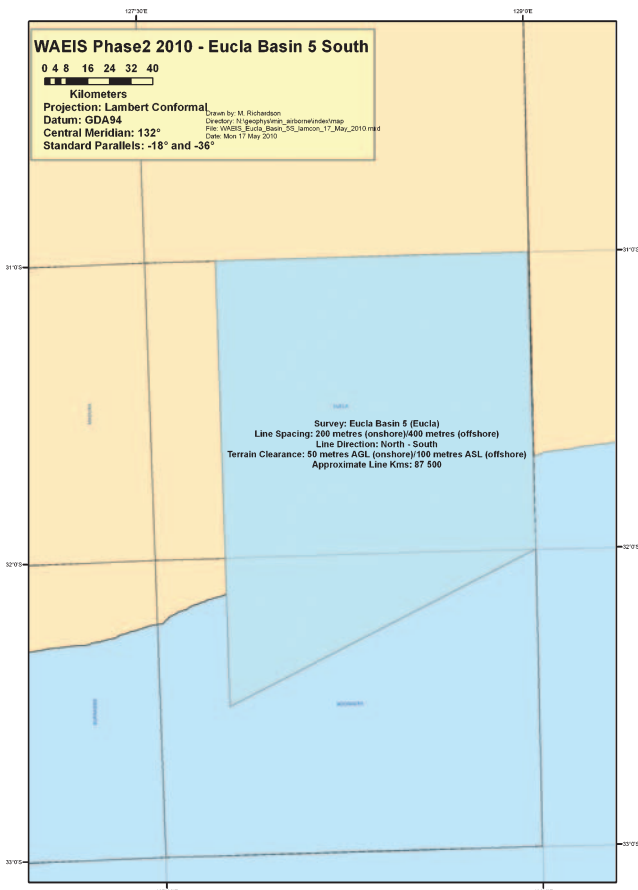 127°30'E
129°0'E
WAEIS Phase2 2010 - Eucla Basin 5 South
0 4 8 16 24 32 40
Kilometers
Projection: Lambert Conformal
Datum: GDA94
Central Meridian: 132°
Standard Parallels: -18° and -36°
Drawn by: M. Richardson
Directory: N:\geophys\min_airborne\index\map
File: WAEIS_Eucla_Basin_5S_lamcon_17_May_2010.mxd
Date: Mon 17 May 2010
31°0'S
31°0'S
Survey: Eucla Basin 5 (Eucla)
Line Spacing: 200 metres (onshore)/400 metres (offshore)
Line Direction: North - South
Terrain Clearance: 50 metres AGL (onshore)/100 metres ASL (offshore)
Approximate Line Kms: 87 500
32°0'S
32°0'S
33°0'S
33°0'S